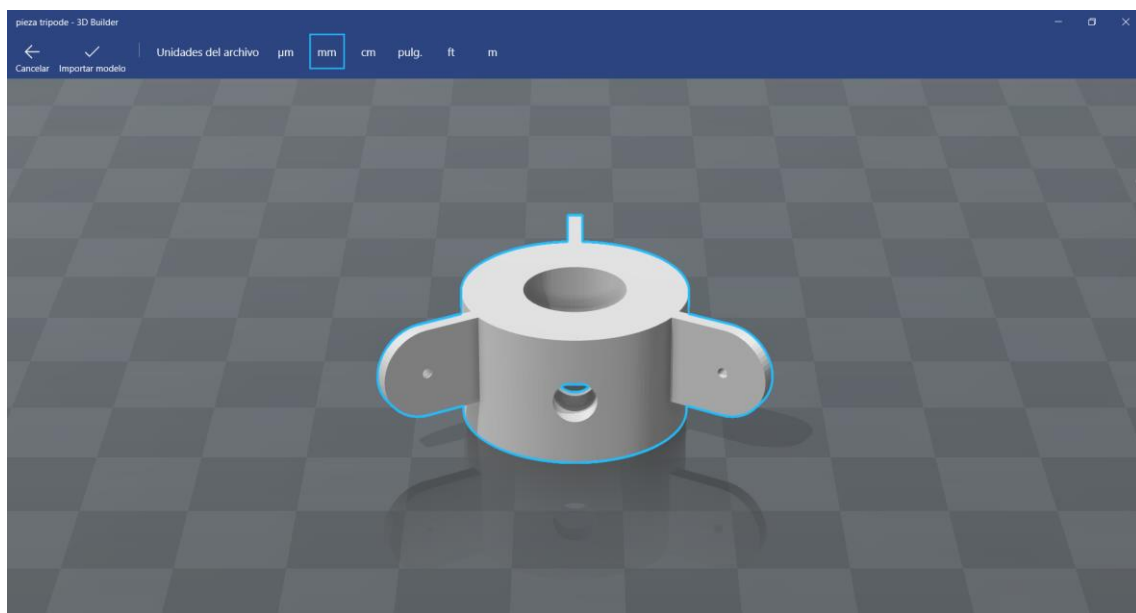 pieza tripode - 3D Builder
Unidades del archivo µm mm cm pulg. ft m
Cancelar Importar modelo